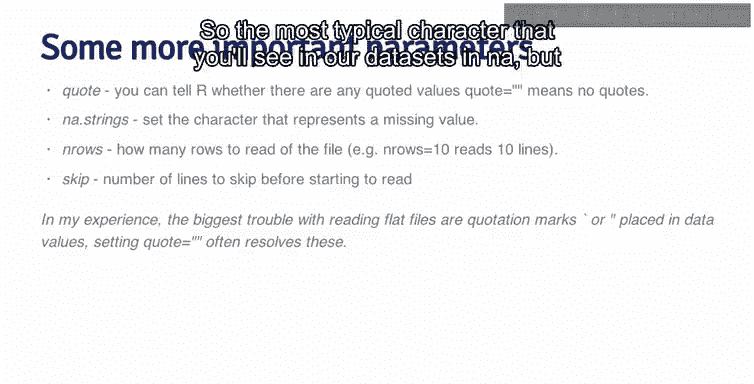 So the most typical character that
you'll see in our datasets in na, but
Some more important parameters
· quote - you can tell R whether there are any quoted values quote="" means no quotes.
· na.strings - set the character that represents a missing value.
· nrows - how many rows to read of the file (e.g. nrows=10 reads 10 lines).
· skip - number of lines to skip before starting to read
In my experience, the biggest trouble with reading flat files are quotation marks ` or " placed in data
values, setting quote="" often resolves these.